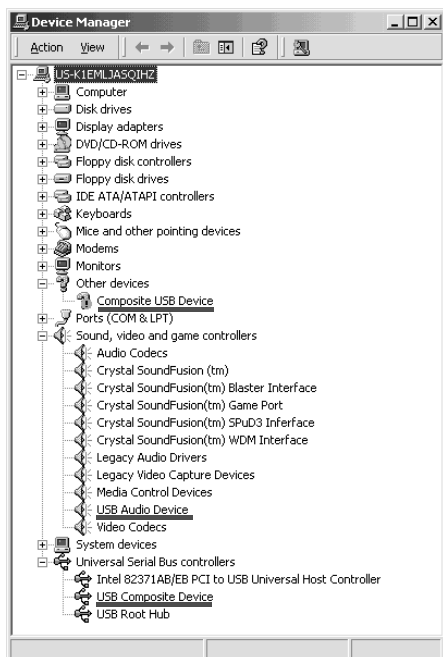 Device Manager
Action View
US-K1EMLJASQIHZ
Computer
Disk drives
Display adapters
DVD/CD-ROM drives
Floppy disk controllers
Floppy disk drives
IDE ATA/ATAPI controllers
Keyboards
Mice and other pointing devices
Modems
Monitors
Other devices
Composite USB Device
Ports (COM & LPT)
Sound, video and game controllers
Audio Codecs
Crystal SoundFusion (tm)
Crystal SoundFusion(tm) Blaster Interface
Crystal SoundFusion(tm) Game Port
Crystal SoundFusion(tm) SPuD3 Inferface
Crystal SoundFusion(tm) WDM Interface
Legacy Audio Drivers
Legacy Video Capture Devices
Media Control Devices
USB Audio Device
Video Codecs
System devices
Universal Serial Bus controllers
Intel 82371AB/EB PCI to USB Universal Host Controller
USB Composite Device
USB Root Hub